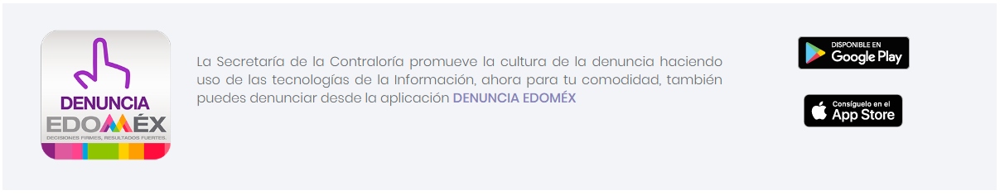 DENUNCIA
EDOMÉX
DECISIONES FIRMES, RESULTADOS FUERTES.
La Secretaría de la Contraloría promueve la cultura de la denuncia haciendo
uso de las tecnologías de la Información, ahora para tu comodidad, también
puedes denunciar desde la aplicación DENUNCIA EDOMÉX
DISPONIBLE EN
Google Play
Consíguelo en el
App Store